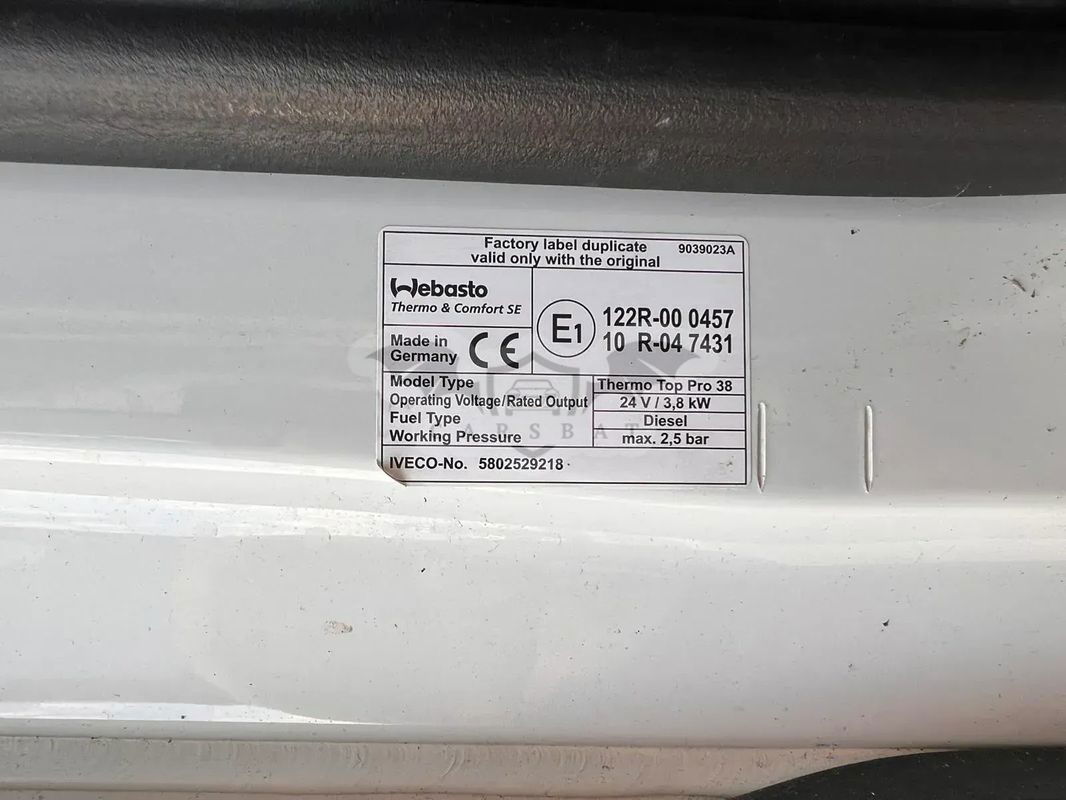 Factory label duplicate
valid only with the original
9039023A
Webasto
Thermo & Comfort SE
Made in
Germany
CE
E1
122R-00 0457
10 R-04 7431
Model Type
Thermo Top Pro 38
Operating Voltage/Rated Output
24 V / 3,8 kW
Fuel Type
Diesel
Working Pressure
max. 2,5 bar
IVECO-No. 5802529218
ARSBAT